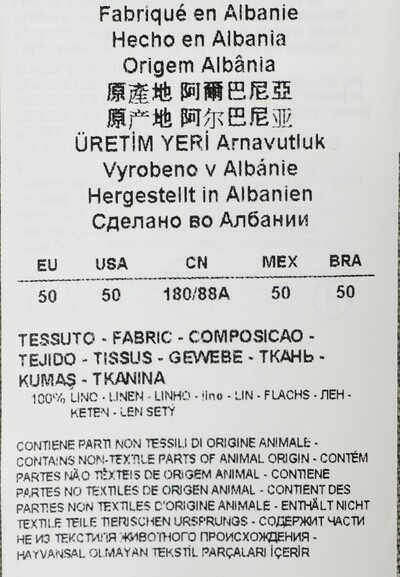 Fabriqué en Albanie
Hecho en Albania
Origem Albânia
原產地 阿爾巴尼亞
原产地 阿尔巴尼亚
ÜRETİM YERİ Arnavutluk
Vyrobeno v Albánie
Hergestellt in Albanien
Сделано во Албании
EU USA CN MEX BRA
50 50 180/88A 50 50
TESSUTO - FABRIC - COMPOSICAO -
TEJIDO - TISSUS - GEWEBE - ТКАНЬ -
KUMAŞ - TKANINA
100% LINO - LINEN - LINHO - lino - LIN - FLACHS - ЛЕН -
KETEN - LEN SETÝ
CONTIENE PARTI NON TESSILI DI ORIGINE ANIMALE -
CONTAINS NON-TEXTILE PARTS OF ANIMAL ORIGIN - CONTÉM
PARTES NÃO TÊXTEIS DE ORIGEM ANIMAL - CONTIENE
PARTES NO TEXTILES DE ORIGEN ANIMAL - CONTIENT DES
PARTIES NON TEXTILES D'ORIGINE ANIMALE - ENTHÄLT NICHT
TEXTILE TEILE TIERISCHEN URSPRUNGS - СОДЕРЖИТ ЧАСТИ
НЕ ИЗ ТЕКСТИЛЯ ЖИВОТНОГО ПРОИСХОЖДЕНИЯ -
HAYVANSAL OLMAYAN TEKSTİL PARÇALARI İÇERİR